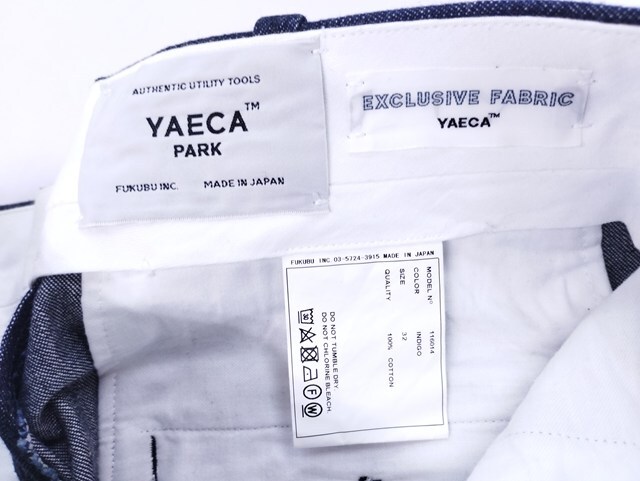 AUTHENTIC UTILITY TOOLS
YAECA™
PARK
FUKUBU INC. MADE IN JAPAN
EXCLUSIVE FABRIC
YAECA™
FUKUBU INC 03-5724-3915 MADE IN JAPAN
MODEL Nº 116014
COLOR INDIGO
SIZE 32
QUALITY 100% COTTON
DO NOT TUMBLE DRY.
DO NOT CHLORINE BLEACH.
30 F W